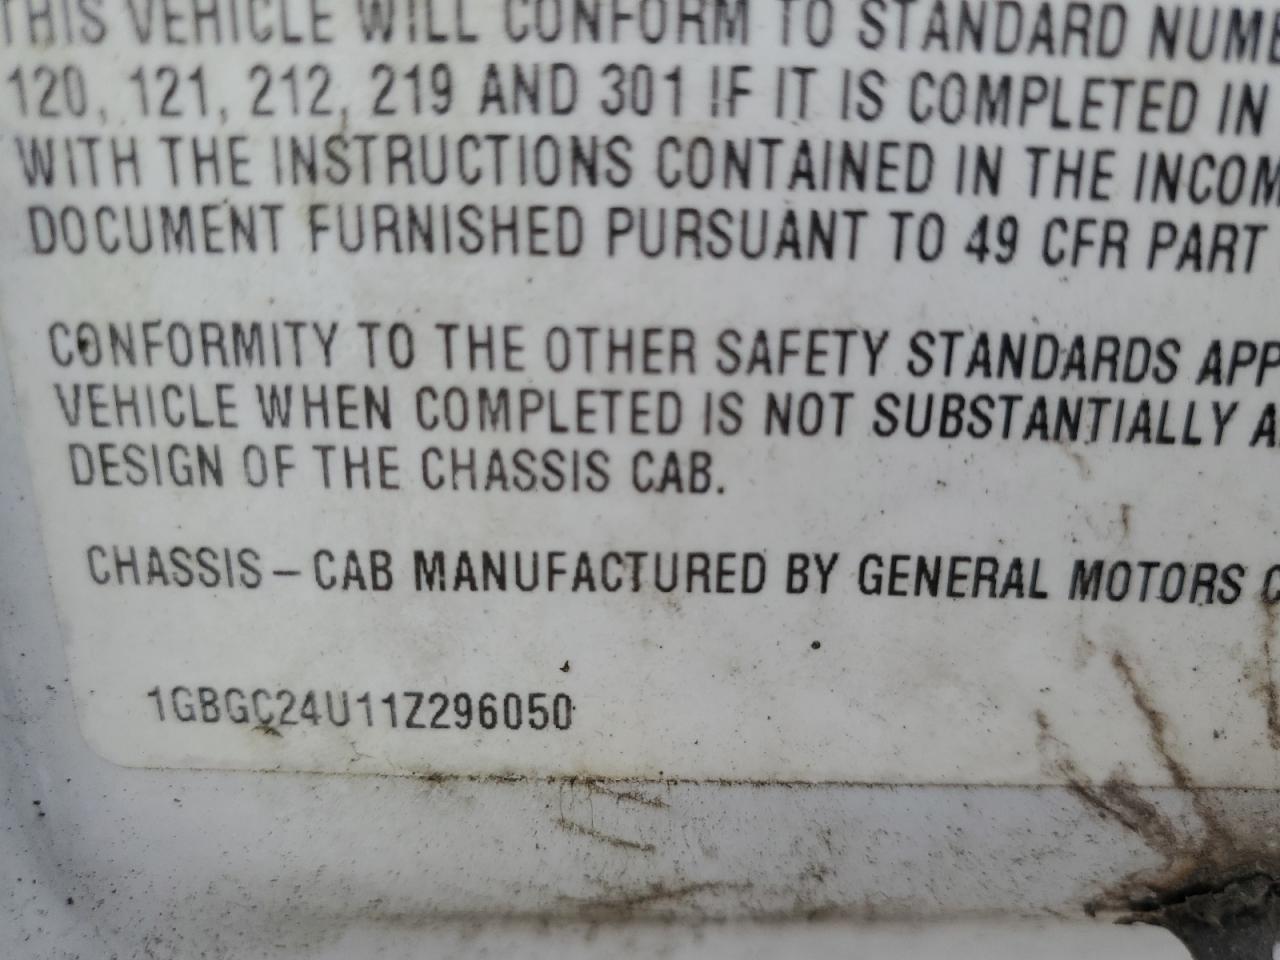 THIS VEHICLE WILL CONFORM TO STANDARD
120, 121, 212, 219 AND 301 IF IT IS COMPLETED IN
WITH THE INSTRUCTIONS CONTAINED IN THE INCOM
DOCUMENT FURNISHED PURSUANT TO 49 CFR PART
CONFORMITY TO THE OTHER SAFETY STANDARDS APP
VEHICLE WHEN COMPLETED IS NOT SUBSTANTIALLY A
DESIGN OF THE CHASSIS CAB.
CHASSIS – CAB MANUFACTURED BY GENERAL MOTORS C
1GBGC24U11Z296050